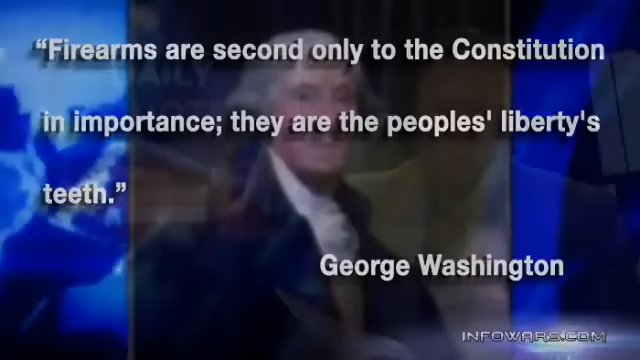 “Firearms are second only to the Constitution
in importance; they are the peoples' liberty's
teeth.”
George Washington
INFOWARS.COM